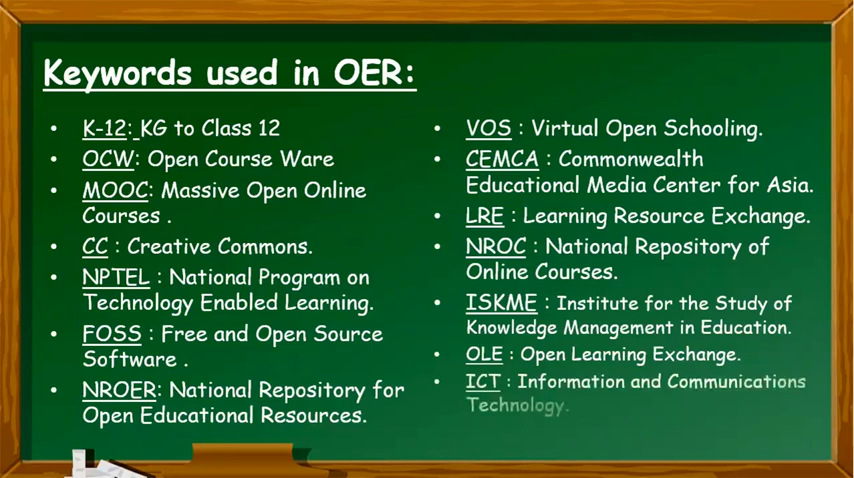 Keywords used in OER:
• K-12: KG to Class 12
• OCW: Open Course Ware
• MOOC: Massive Open Online
Courses .
• CC : Creative Commons.
• NPTEL : National Program on
Technology Enabled Learning.
• FOSS : Free and Open Source
Software .
• NROER: National Repository for
Open Educational Resources.
• VOS : Virtual Open Schooling.
• CEMCA : Commonwealth
Educational Media Center for Asia.
• LRE : Learning Resource Exchange.
• NROC : National Repository of
Online Courses.
• ISKME : Institute for the Study of
Knowledge Management in Education.
• OLE : Open Learning Exchange.
• ICT : Information and Communications
Technology.